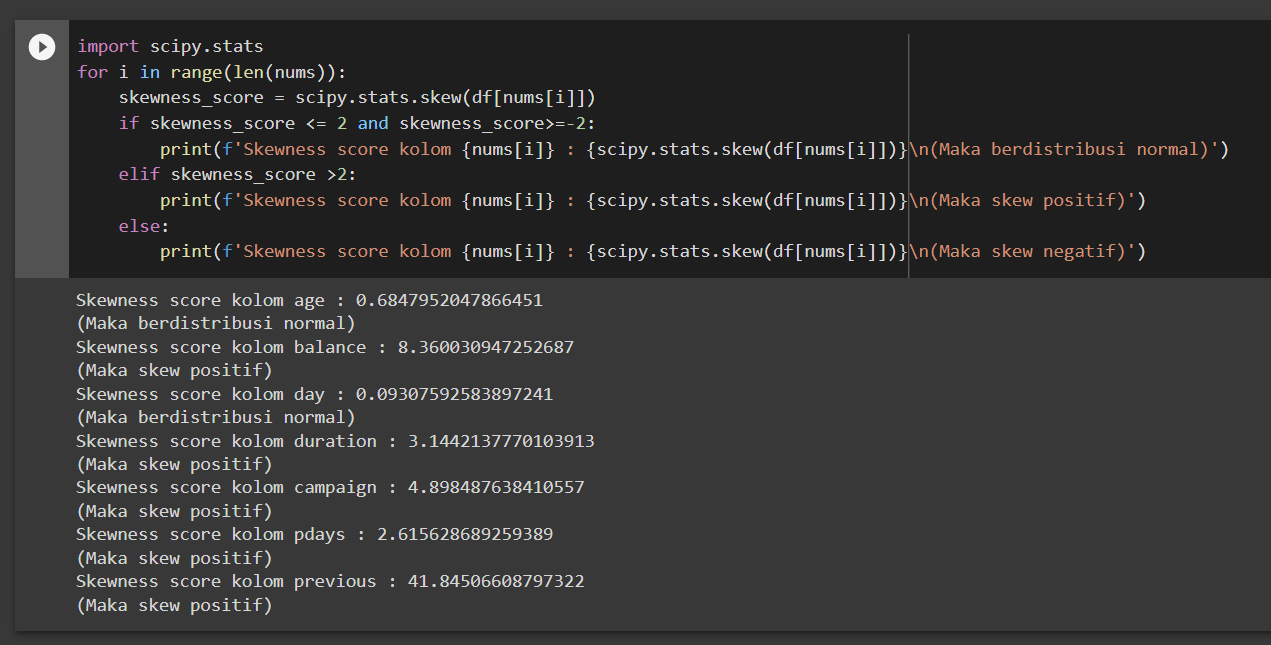 import scipy.stats
for i in range(len(nums)):
    skewness_score = scipy.stats.skew(df[nums[i]])
    if skewness_score <= 2 and skewness_score>=-2:
        print(f'Skewness score kolom {nums[i]} : {scipy.stats.skew(df[nums[i]])}\n(Maka berdistribusi normal)')
    elif skewness_score >2:
        print(f'Skewness score kolom {nums[i]} : {scipy.stats.skew(df[nums[i]])}\n(Maka skew positif)')
    else:
        print(f'Skewness score kolom {nums[i]} : {scipy.stats.skew(df[nums[i]])}\n(Maka skew negatif)')
Skewness score kolom age : 0.6847952047866451
(Maka berdistribusi normal)
Skewness score kolom balance : 8.360030947252687
(Maka skew positif)
Skewness score kolom day : 0.09307592583897241
(Maka berdistribusi normal)
Skewness score kolom duration : 3.1442137770103913
(Maka skew positif)
Skewness score kolom campaign : 4.898487638410557
(Maka skew positif)
Skewness score kolom pdays : 2.615628689259389
(Maka skew positif)
Skewness score kolom previous : 41.84506608797322
(Maka skew positif)